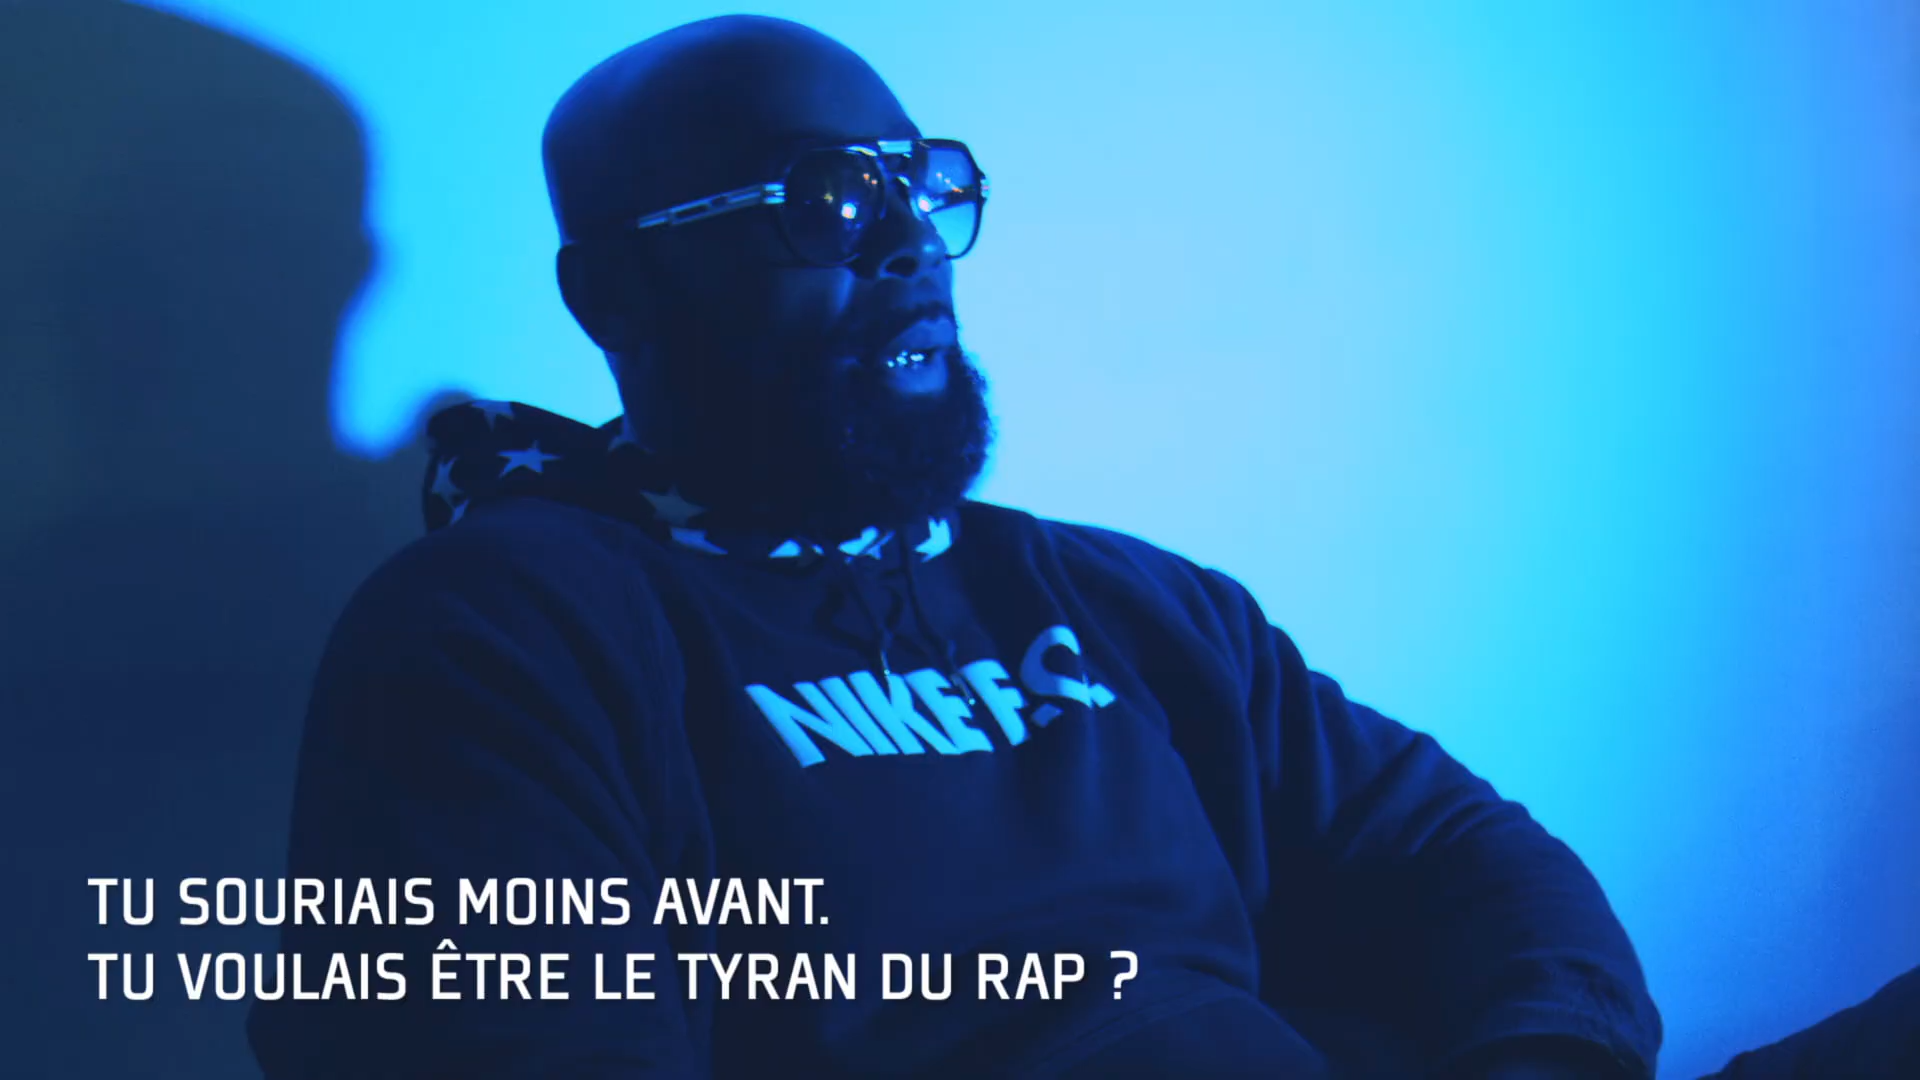 NIKE F.C.
TU SOURIAIS MOINS AVANT.
TU VOULAIS ÊTRE LE TYRAN DU RAP ?